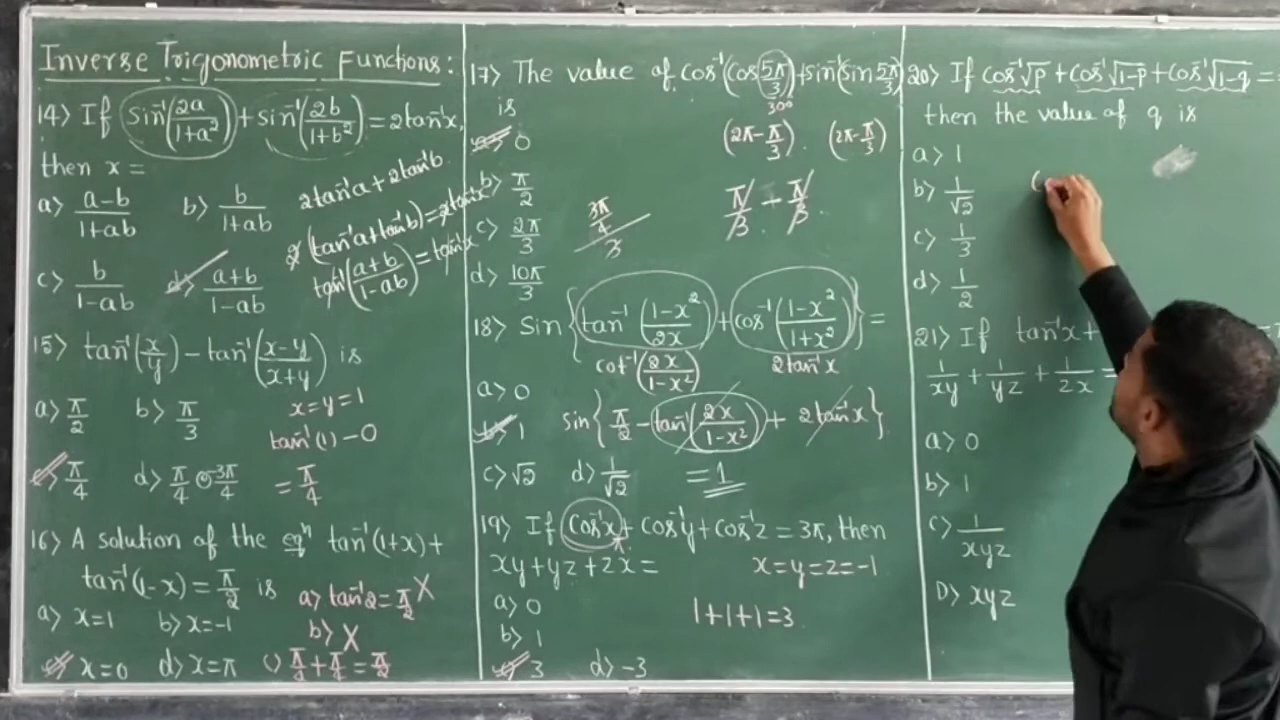 Inverse Trigonometric Functions:
14> If sin⁻¹(2a/1+a²) + sin⁻¹(2b/1+b²) = 2tan⁻¹x,
then x =
2tan⁻¹a + 2tan⁻¹b
a> a-b/1+ab b> b/1+ab
2(tan⁻¹a+tan⁻¹b) = 2tan⁻¹x
c> b/1-ab d> a+b/1-ab
tan⁻¹(a+b/1-ab) = tan⁻¹x
15> tan⁻¹(x/y) - tan⁻¹(x-y/x+y) is
a> π/2 b> π/3
x=y=1
tan⁻¹(1) - 0
c> π/4 d> π/4 or 3π/4
= π/4
16> A solution of the eqⁿ tan⁻¹(1+x) +
tan⁻¹(1-x) = π/2 is
a> x=1 b> x=-1
c> x=0 d> x=π
a> tan⁻¹2 = π/2 X
b> X
c) π/4 + π/4 = π/2
17> The value of cos⁻¹(cos 5π/3) + sin⁻¹(sin 5π/3)
is
300
a> 0
(2π - π/3) (2π - π/3)
b> π/2
π/3 - π/3
c> 2π/3
3π/4
3
d> 10π/3
18> Sin {tan⁻¹(1-x²/2x) + cos⁻¹(1-x²/1+x²)} =
cot⁻¹(2x/1-x²) 2tan⁻¹x
a> 0
b> 1
sin{π/2 - tan⁻¹(2x/1-x²) + 2tan⁻¹x}
c> √2 d> 1/√2
= 1
19> If cos⁻¹x + cos⁻¹y + cos⁻¹z = 3π, then
π
xy+yz+zx =
x=y=z=-1
a> 0
1+1+1=3
b> 1
c> 3 d> -3
20> If cos⁻¹√p + cos⁻¹√1-p + cos⁻¹√1-q =
then the value of q is
a> 1
b> 1/√2
c> 1/3
d> 1/2
21> If tan⁻¹x +
1/xy + 1/yz + 1/zx =
a> 0
b> 1
c> 1/xyz
D> xyz